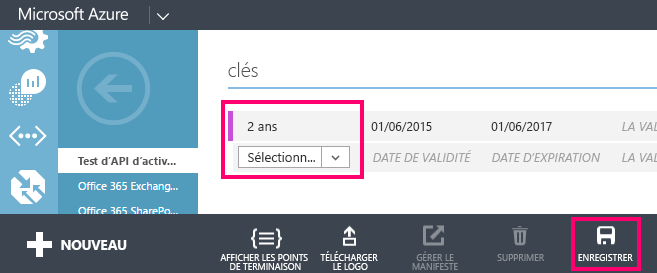 Microsoft Azure
clés
2 ans 01/06/2015 01/06/2017 LA VAL
Sélectionn... DATE DE VALIDITÉ DATE D'EXPIRATION LA VAL
Test d'API d'activ...
Office 365 Exchang...
Office 365 SharePo...
NOUVEAU
AFFICHER LES POINTS
DE TERMINAISON
TÉLÉCHARGER
LE LOGO
GÉRER LE
MANIFESTE
SUPPRIMER
ENREGISTRER